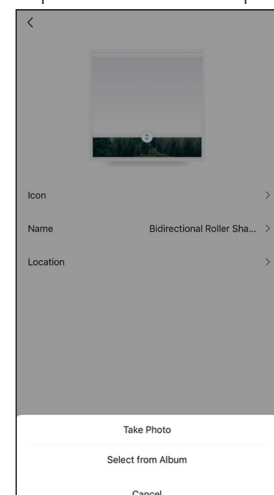 Icon
Name Bidirectional Roller Sha...
Location
Take Photo
Select from Album
Cancel